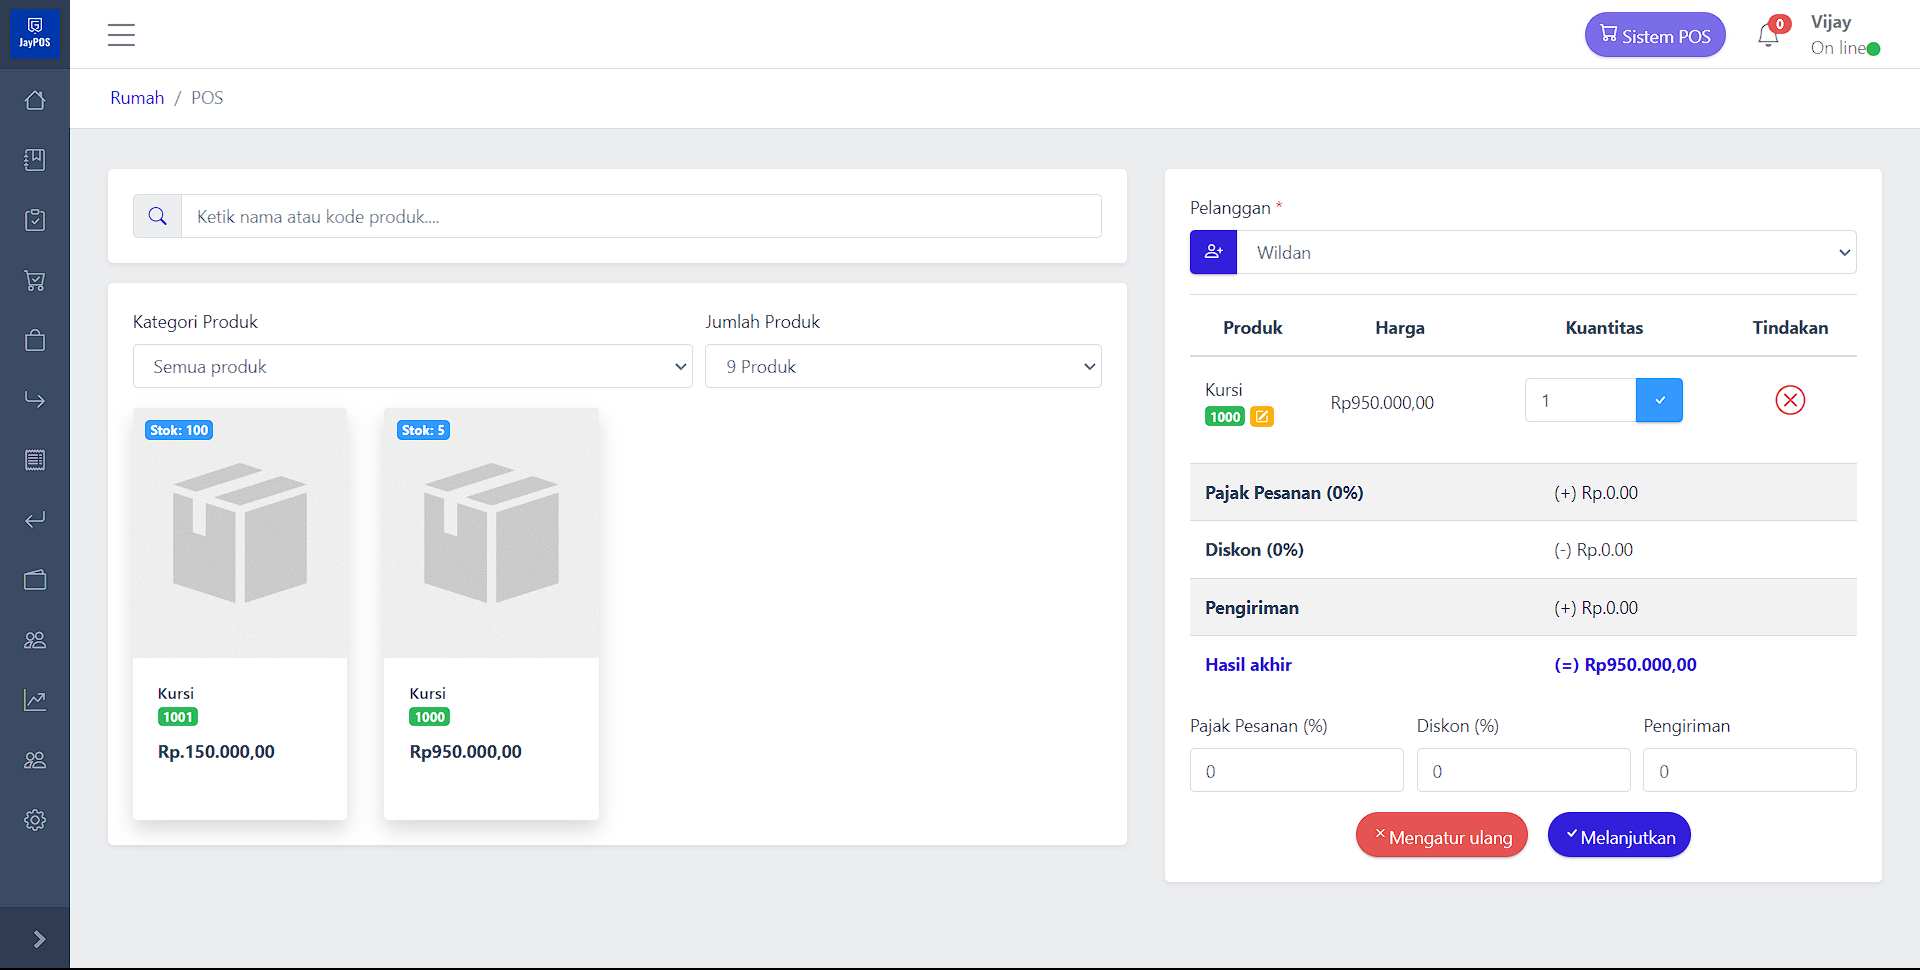 JayPOS
Sistem POS
0
Vijay
On line
Rumah / POS
Ketik nama atau kode produk....
Kategori Produk
Jumlah Produk
Semua produk
9 Produk
Stok: 100
Kursi
1001
Rp.150.000,00
Stok: 5
Kursi
1000
Rp950.000,00
Pelanggan *
Wildan
Produk Harga Kuantitas Tindakan
Kursi
1000
Rp950.000,00
1
Pajak Pesanan (0%) (+) Rp.0.00
Diskon (0%) (-) Rp.0.00
Pengiriman (+) Rp.0.00
Hasil akhir (=) Rp950.000,00
Pajak Pesanan (%) Diskon (%) Pengiriman
0 0 0
Mengatur ulang
Melanjutkan